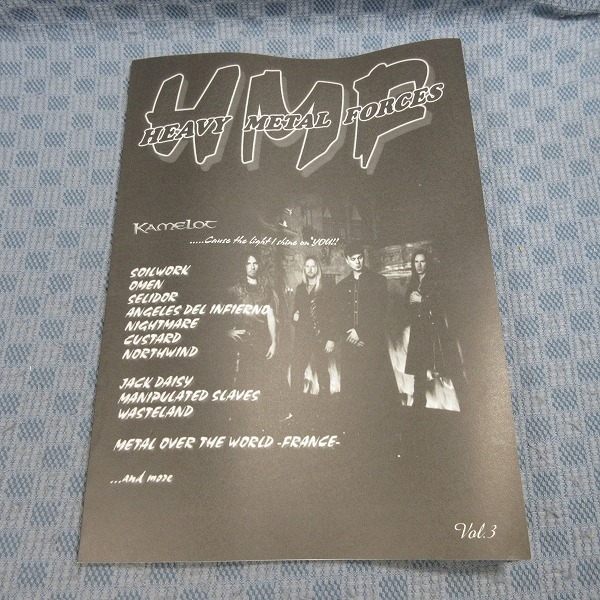 HMF
HEAVY METAL FORCES
KAMELOT
.....Cause the light I shine on YOU!!
SOILWORK
OMEN
SELIDOR
ANGELES DEL INFIERNO
NIGHTMARE
CUSTARD
NORTHWIND
JACK DAISY
MANIPULATED SLAVES
WASTELAND
METAL OVER THE WORLD -FRANCE-
...and more
Vol.3